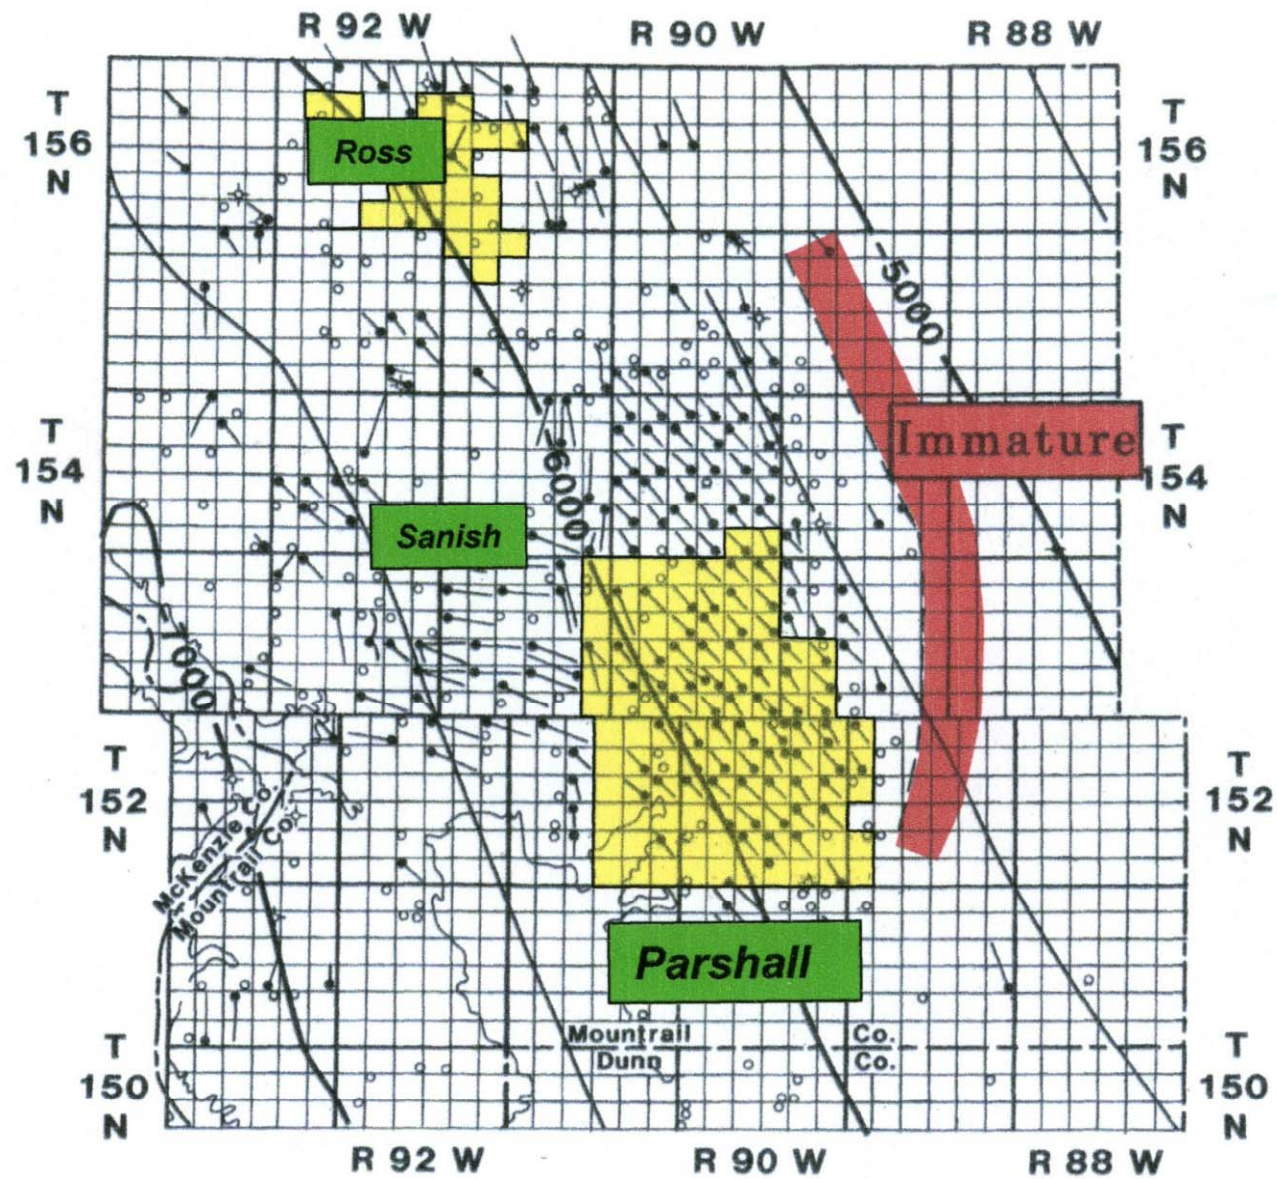 R 92 W
R 90 W
R 88 W
T
156
N
T
156
N
Ross
5000
Immature
T
154
N
T
154
N
6000
Sanish
7000
T
152
N
T
152
N
McKenzie Co.
Mountrail Co.
Parshall
Mountrail Co.
Dunn Co.
T
150
N
T
150
N
R 92 W
R 90 W
R 88 W